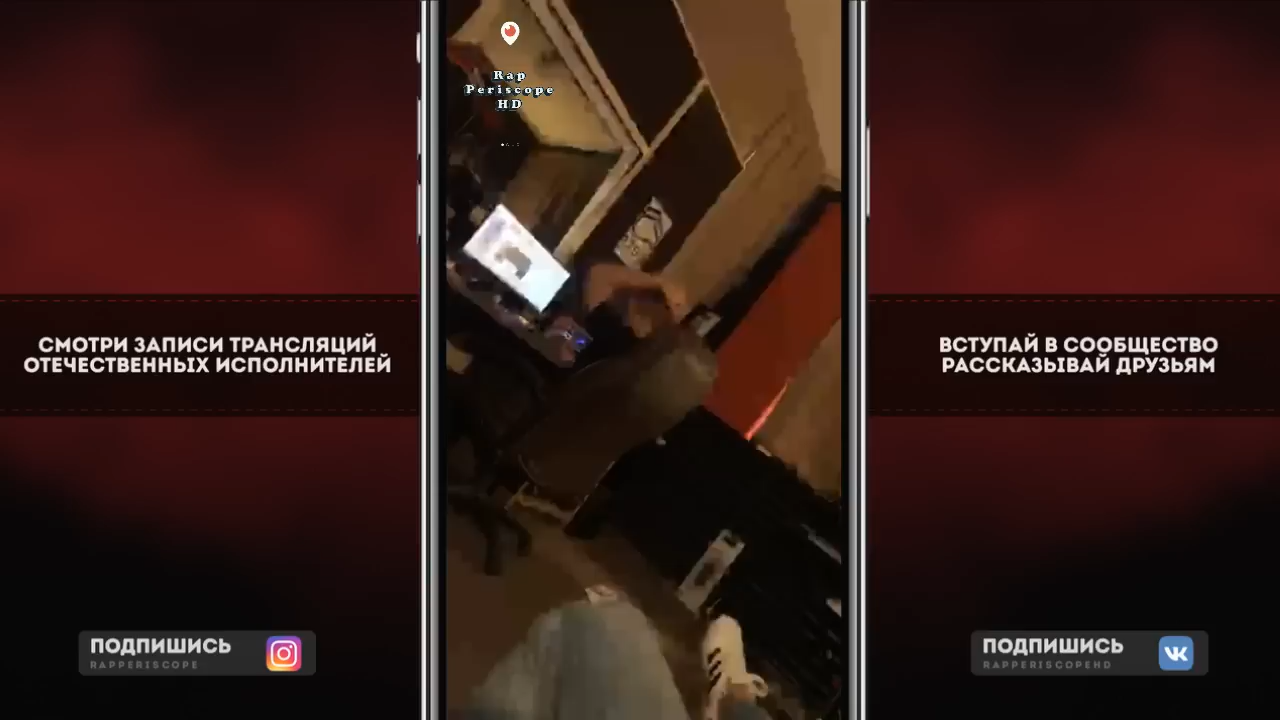 Rap
Periscope
HD
СМОТРИ ЗАПИСИ ТРАНСЛЯЦИЙ
ОТЕЧЕСТВЕННЫХ ИСПОЛНИТЕЛЕЙ
ВСТУПАЙ В СООБЩЕСТВО
РАССКАЗЫВАЙ ДРУЗЬЯМ
ПОДПИШИСЬ
RAPPERISCOPE
ПОДПИШИСЬ
RAPPERISCOPEHD